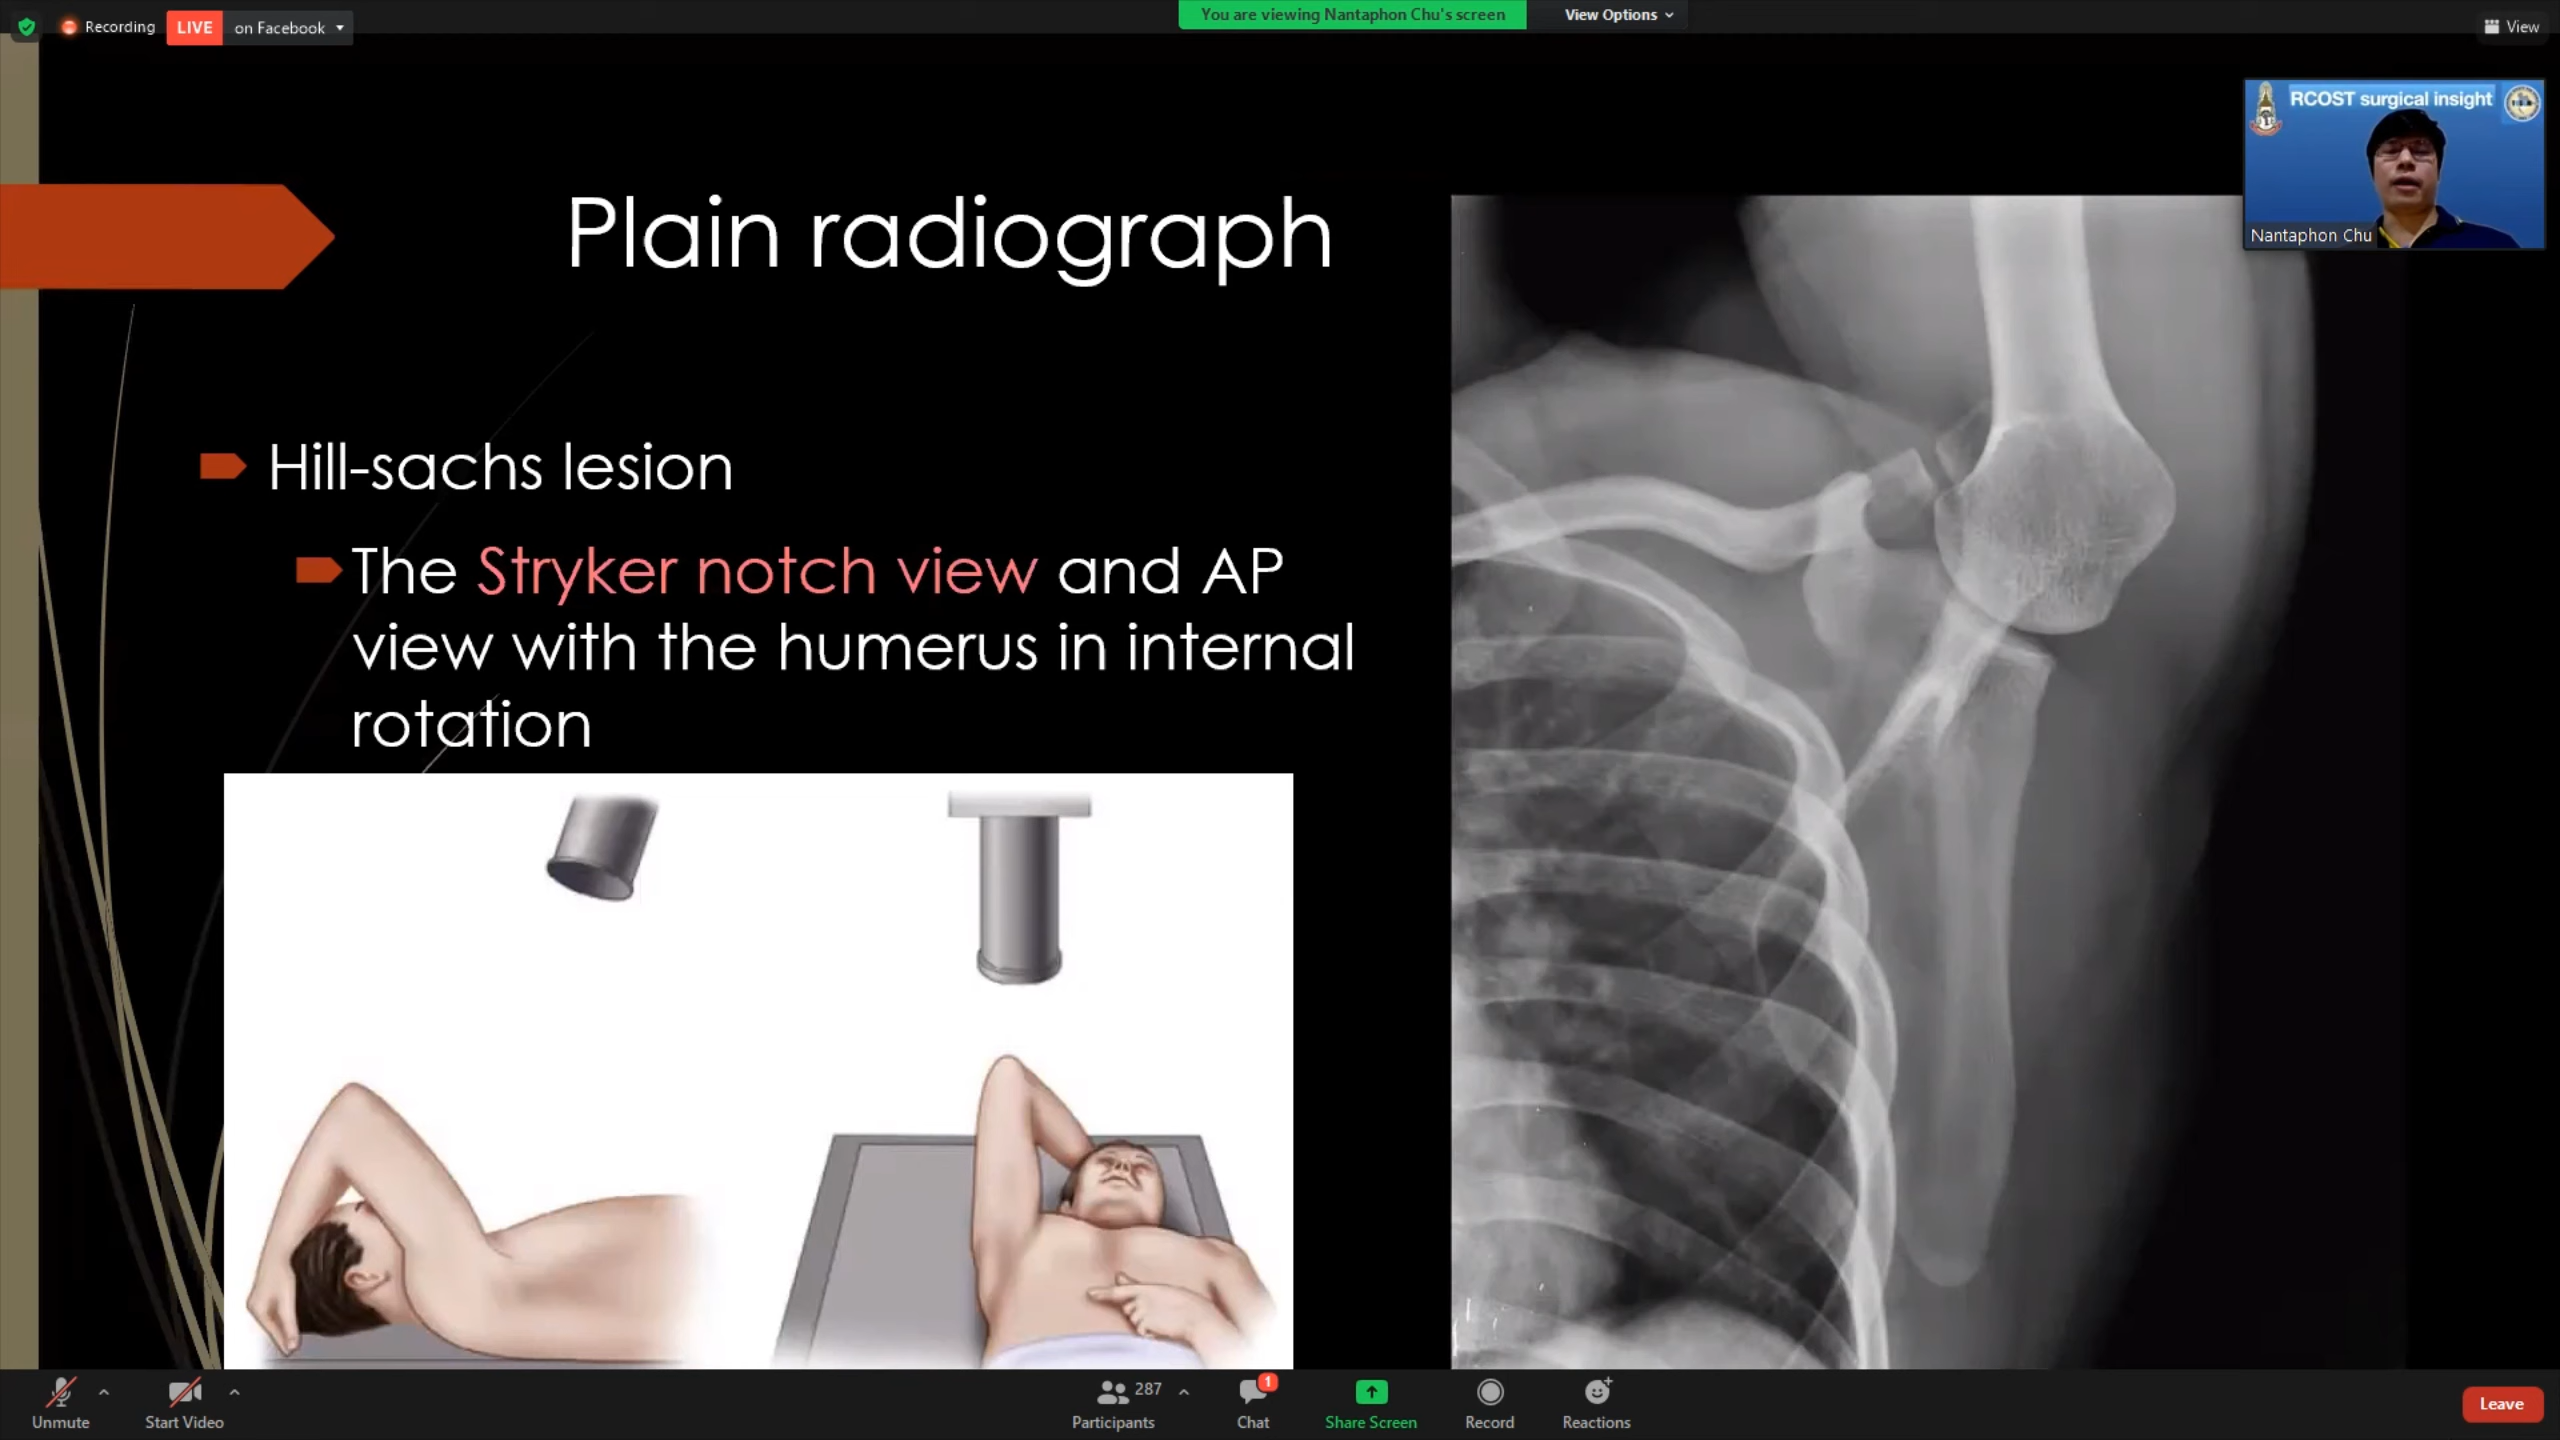 Recording
LIVE
on Facebook
You are viewing Nantaphon Chu's screen
View Options
View
RCOST surgical insight
Nantaphon Chu
Plain radiograph
Hill-sachs lesion
The Stryker notch view and AP
view with the humerus in internal
rotation
Unmute
Start Video
287
Participants
1
Chat
Share Screen
Record
Reactions
Leave